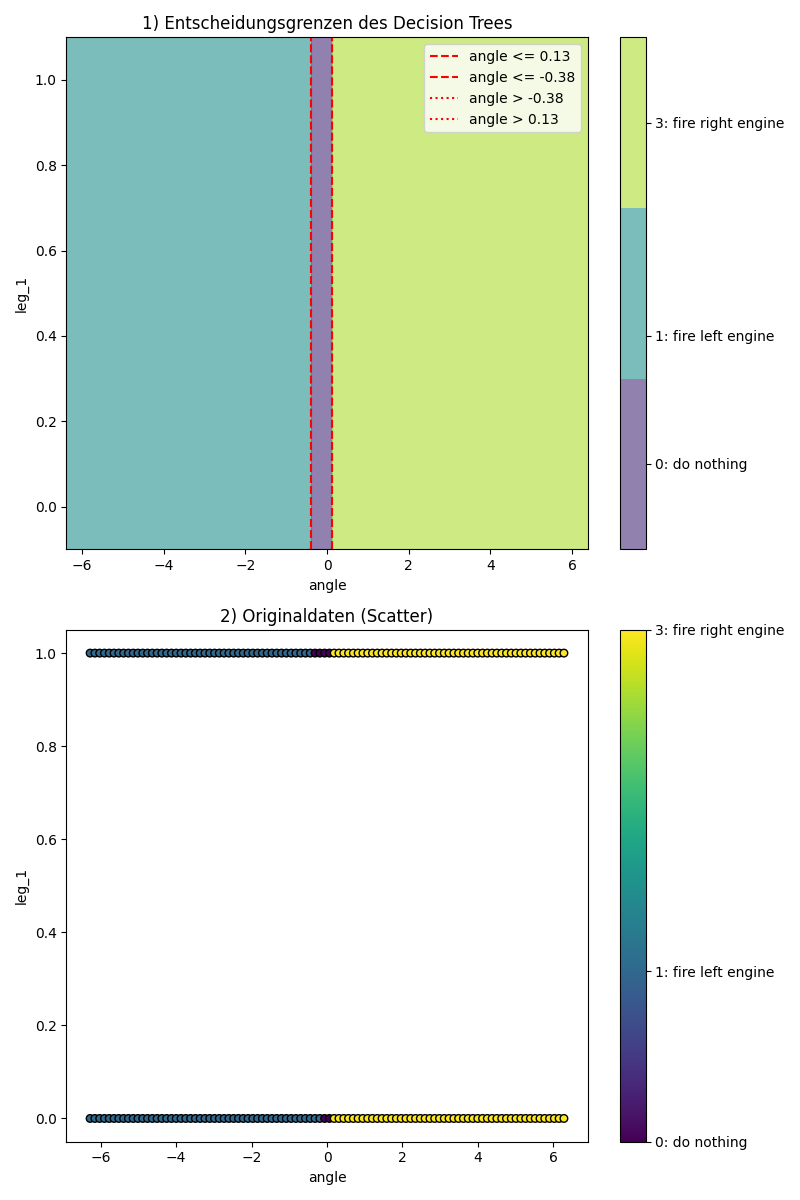 1) Entscheidungsgrenzen des Decision Trees
angle <= 0.13
angle <= -0.38
angle > -0.38
angle > 0.13
1.0
0.8
0.6
0.4
0.2
0.0
leg_1
−6
−4
−2
0
2
4
6
angle
3: fire right engine
1: fire left engine
0: do nothing
2) Originaldaten (Scatter)
1.0
0.8
0.6
0.4
0.2
0.0
leg_1
−6
−4
−2
0
2
4
6
angle
3: fire right engine
1: fire left engine
0: do nothing